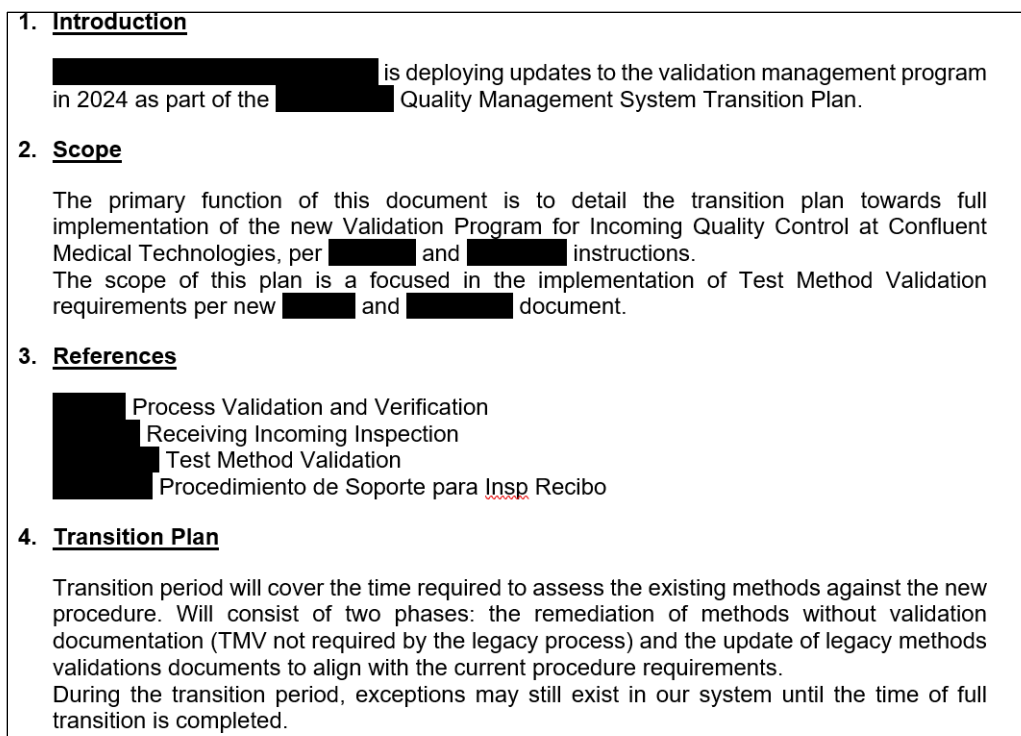 1. Introduction
is deploying updates to the validation management program
in 2024 as part of the Quality Management System Transition Plan.
2. Scope
The primary function of this document is to detail the transition plan towards full
implementation of the new Validation Program for Incoming Quality Control at Confluent
Medical Technologies, per and instructions.
The scope of this plan is a focused in the implementation of Test Method Validation
requirements per new and document.
3. References
Process Validation and Verification
Receiving Incoming Inspection
Test Method Validation
Procedimiento de Soporte para Insp Recibo
4. Transition Plan
Transition period will cover the time required to assess the existing methods against the new
procedure. Will consist of two phases: the remediation of methods without validation
documentation (TMV not required by the legacy process) and the update of legacy methods
validations documents to align with the current procedure requirements.
During the transition period, exceptions may still exist in our system until the time of full
transition is completed.